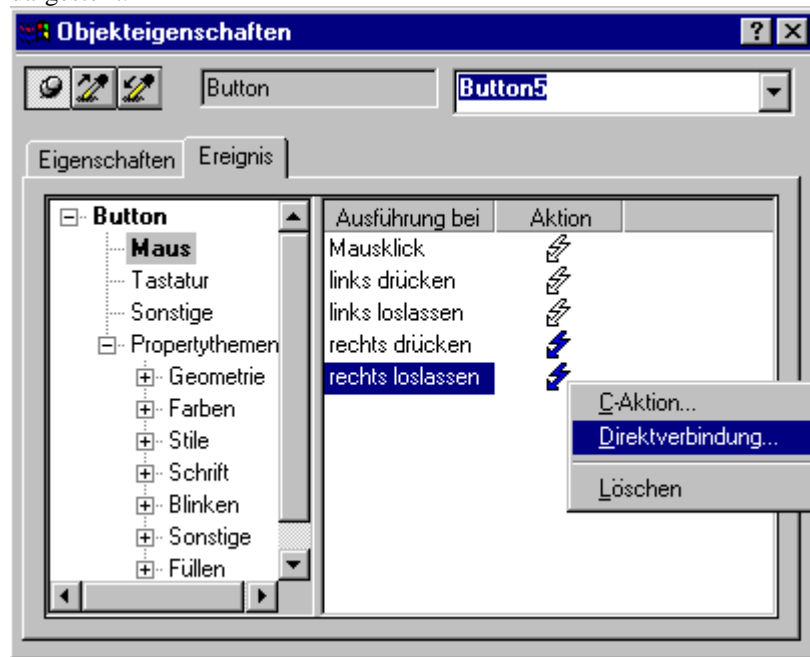 Objekteigenschaften
Button
Button5
Eigenschaften
Ereignis
Button
Maus
Tastatur
Sonstige
Propertythemen
Geometrie
Farben
Stile
Schrift
Blinken
Sonstige
Füllen
Ausführung bei Aktion
Mausklick
links drücken
links loslassen
rechts drücken
rechts loslassen
C-Aktion...
Direktverbindung...
Löschen